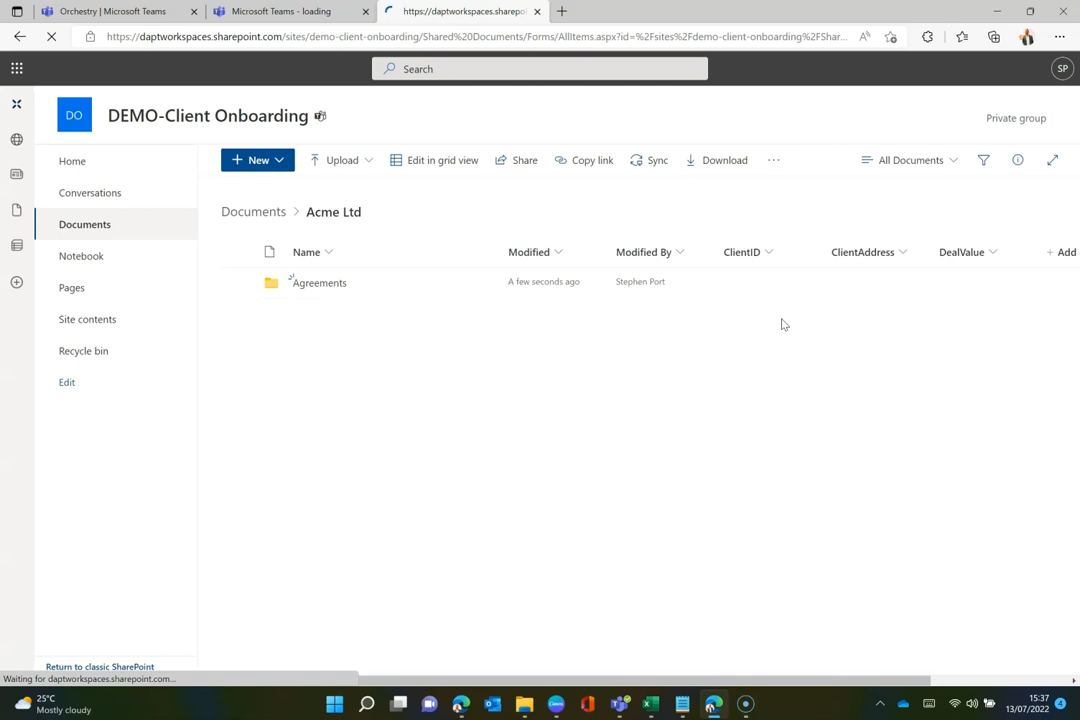 Orchestry | Microsoft Teams
Microsoft Teams - loading
https://daptworkspaces.sharepo
https://daptworkspaces.sharepoint.com/sites/demo-client-onboarding/Shared%20Documents/Forms/AllItems.aspx?id=%2Fsites%2Fdemo-client-onboarding%2FShar...
Search
SP
DO
DEMO-Client Onboarding
Private group
Home
Conversations
Documents
Notebook
Pages
Site contents
Recycle bin
Edit
Return to classic SharePoint
New
Upload
Edit in grid view
Share
Copy link
Sync
Download
All Documents
Documents > Acme Ltd
Name Modified Modified By ClientID ClientAddress DealValue + Add
Agreements A few seconds ago Stephen Port
Waiting for daptworkspaces.sharepoint.com...
25°C
Mostly cloudy
15:37
13/07/2022
4